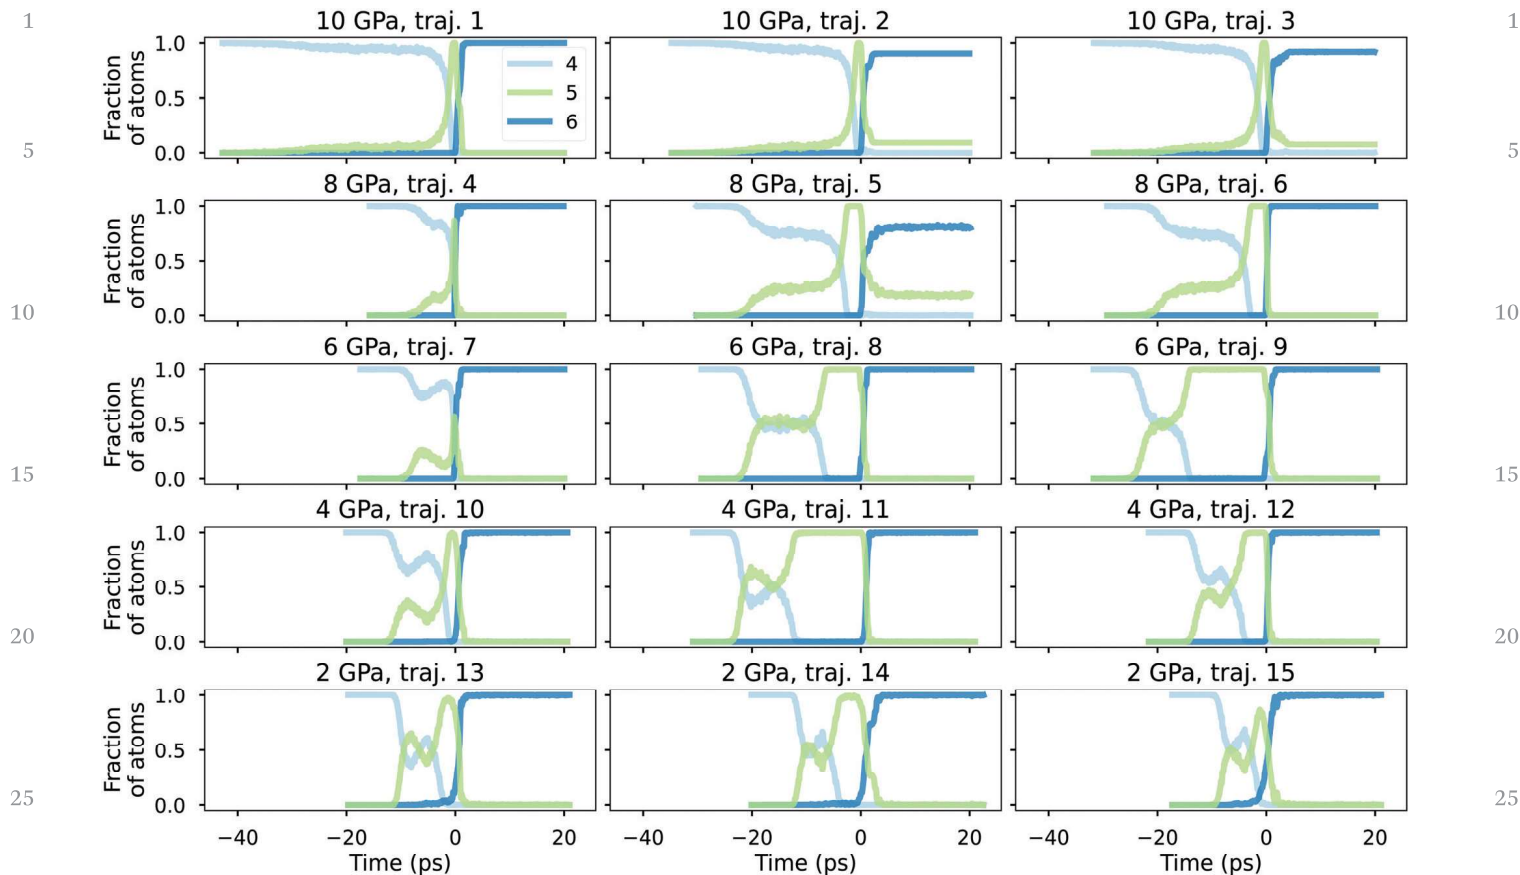 1 10 GPa, traj. 1 10 GPa, traj. 2 10 GPa, traj. 3 1
1.0
4
Fraction of atoms 0.5 5
6
5 0.0 5
8 GPa, traj. 4 8 GPa, traj. 5 8 GPa, traj. 6
1.0
Fraction of atoms 0.5
10 0.0 10
6 GPa, traj. 7 6 GPa, traj. 8 6 GPa, traj. 9
1.0
Fraction of atoms 0.5
15 0.0 15
4 GPa, traj. 10 4 GPa, traj. 11 4 GPa, traj. 12
1.0
Fraction of atoms 0.5
20 0.0 20
2 GPa, traj. 13 2 GPa, traj. 14 2 GPa, traj. 15
1.0
Fraction of atoms 0.5
25 0.0 25
−40 −20 0 20 −40 −20 0 20 −40 −20 0 20
Time (ps) Time (ps) Time (ps)